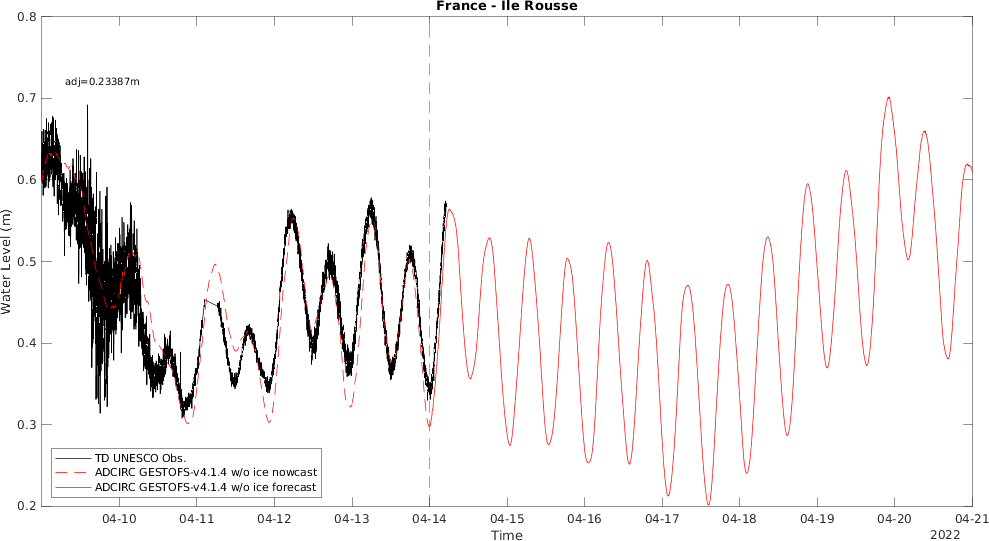 France - Ile Rousse
adj=0.23387m
Water Level (m)
0.8
0.7
0.6
0.5
0.4
0.3
0.2
TD UNESCO Obs.
ADCIRC GESTOFS-v4.1.4 w/o ice nowcast
ADCIRC GESTOFS-v4.1.4 w/o ice forecast
04-10 04-11 04-12 04-13 04-14 04-15 04-16 04-17 04-18 04-19 04-20 04-21
Time
2022